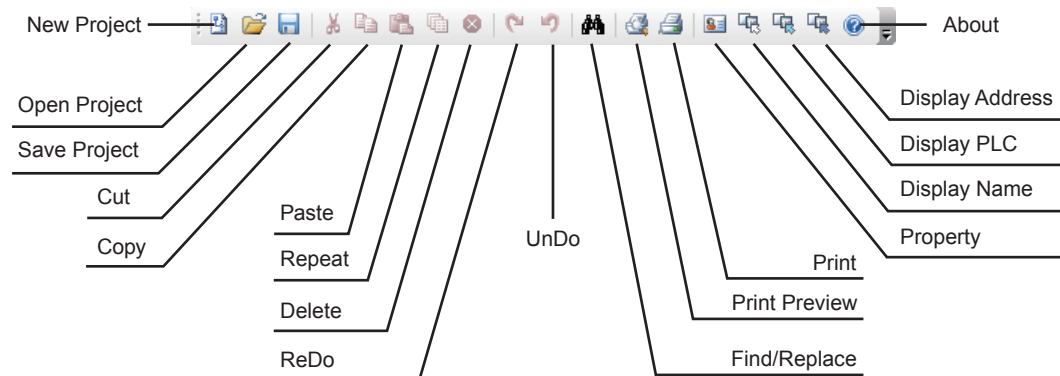 New Project
About
Open Project
Save Project
Cut
Copy
Paste
Repeat
Delete
ReDo
UnDo
Display Address
Display PLC
Display Name
Property
Print
Print Preview
Find/Replace